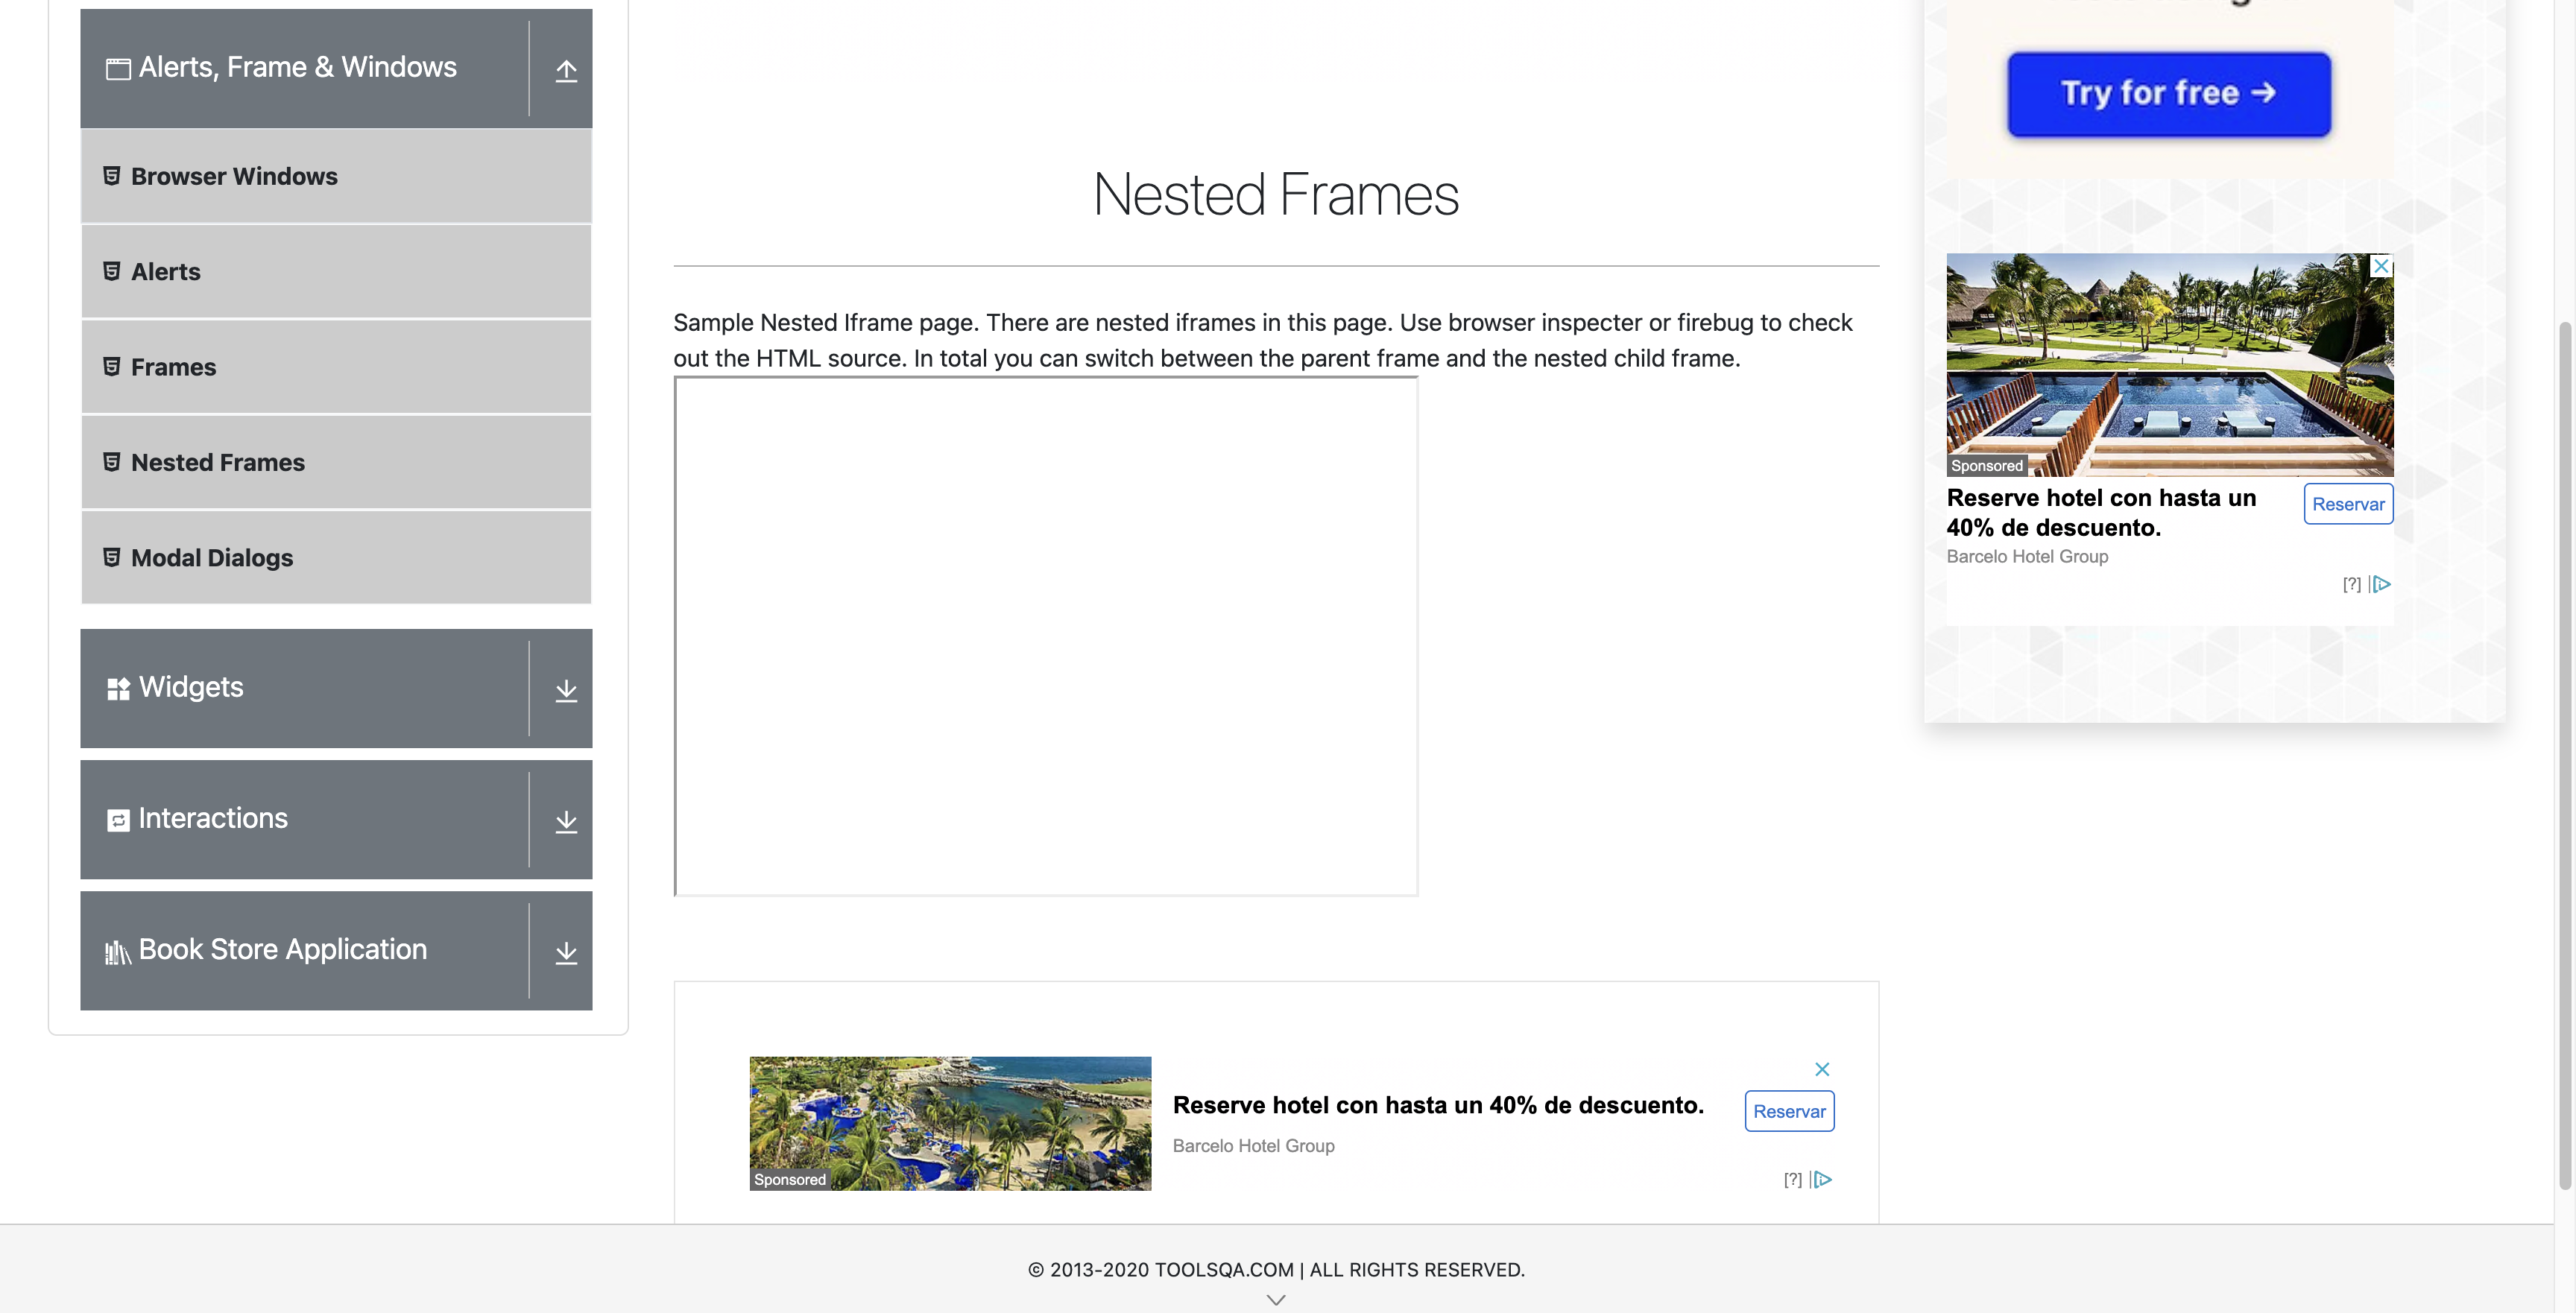 Alerts, Frame & Windows
Browser Windows
Alerts
Frames
Nested Frames
Modal Dialogs
Widgets
Interactions
Book Store Application
Nested Frames
Sample Nested Iframe page. There are nested iframes in this page. Use browser inspecter or firebug to check
out the HTML source. In total you can switch between the parent frame and the nested child frame.
Sponsored
Reserve hotel con hasta un 40% de descuento.
Barcelo Hotel Group
Reservar
[?]
Try for free →
Sponsored
Reserve hotel con hasta un
40% de descuento.
Reservar
Barcelo Hotel Group
[?]
© 2013-2020 TOOLSQA.COM | ALL RIGHTS RESERVED.